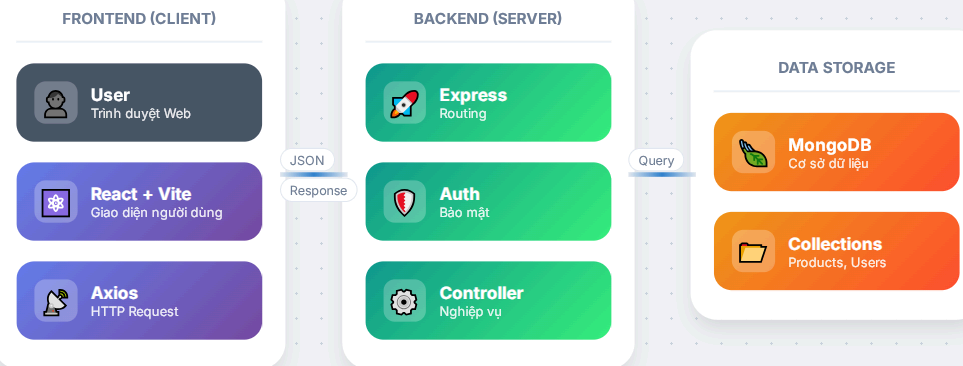 FRONTEND (CLIENT)
User
Trình duyệt Web
React + Vite
Giao diện người dùng
Axios
HTTP Request
JSON
Response
BACKEND (SERVER)
Express
Routing
Auth
Bảo mật
Controller
Nghiệp vụ
Query
DATA STORAGE
MongoDB
Cơ sở dữ liệu
Collections
Products, Users